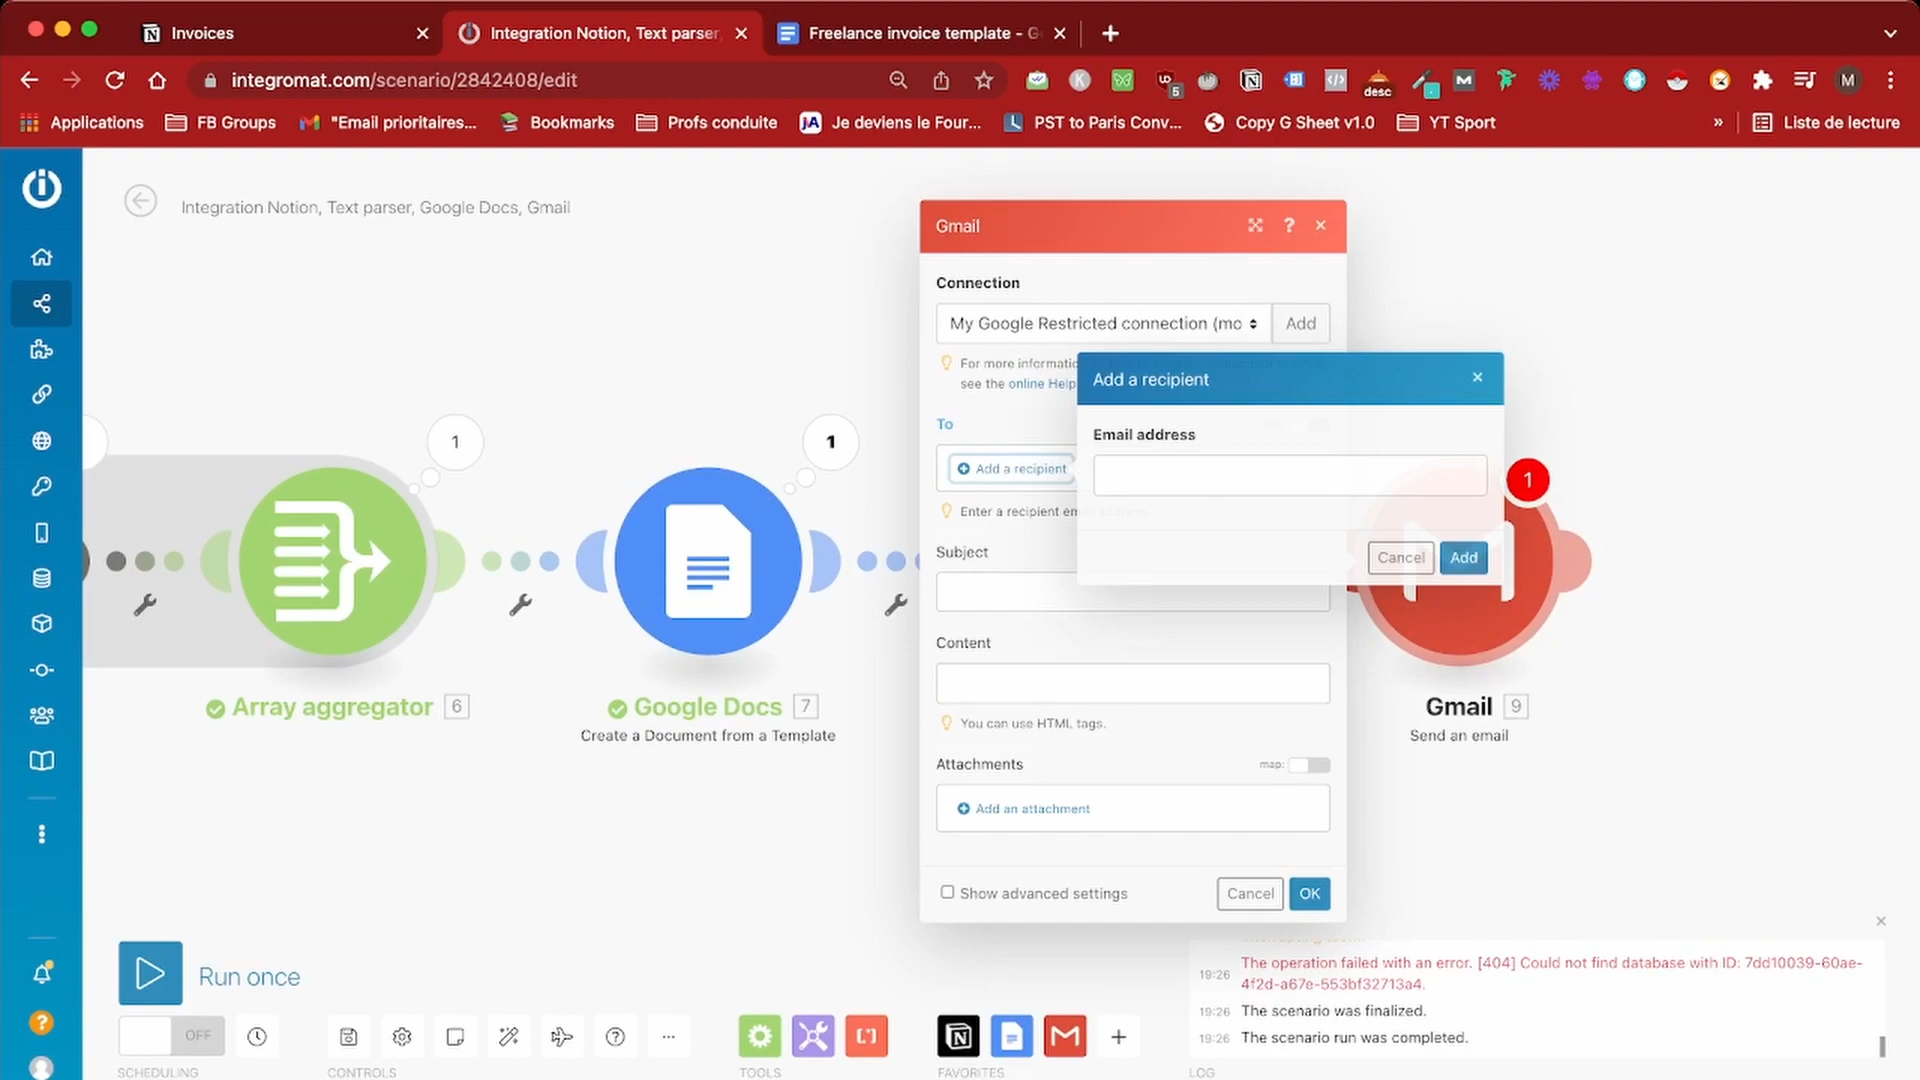 Invoices
Integration Notion, Text parser,
Freelance invoice template - G
integromat.com/scenario/2842408/edit
5
desc
M
Applications
FB Groups
"Email prioritaires...
Bookmarks
Profs conduite
JA Je deviens le Four...
PST to Paris Conv...
Copy G Sheet v1.0
YT Sport
»
Liste de lecture
Integration Notion, Text parser, Google Docs, Gmail
Gmail
?
Connection
My Google Restricted connection (mo
Add
For more
see the online Help
To
Add a recipient
Enter a recipient
Add a recipient
Email address
Cancel
Add
Subject
Content
You can use HTML tags.
Attachments
map:
Add an attachment
Show advanced settings
Cancel
OK
1
1
1
Array aggregator 6
Google Docs 7
Create a Document from a Template
Gmail 9
Send an email
Run once
OFF
SCHEDULING
CONTROLS
TOOLS
FAVORITES
LOG
19:26 The operation failed with an error. [404] Could not find database with ID: 7dd10039-60ae-
4f2d-a67e-553bf32713a4.
19:26 The scenario was finalized.
19:26 The scenario run was completed.